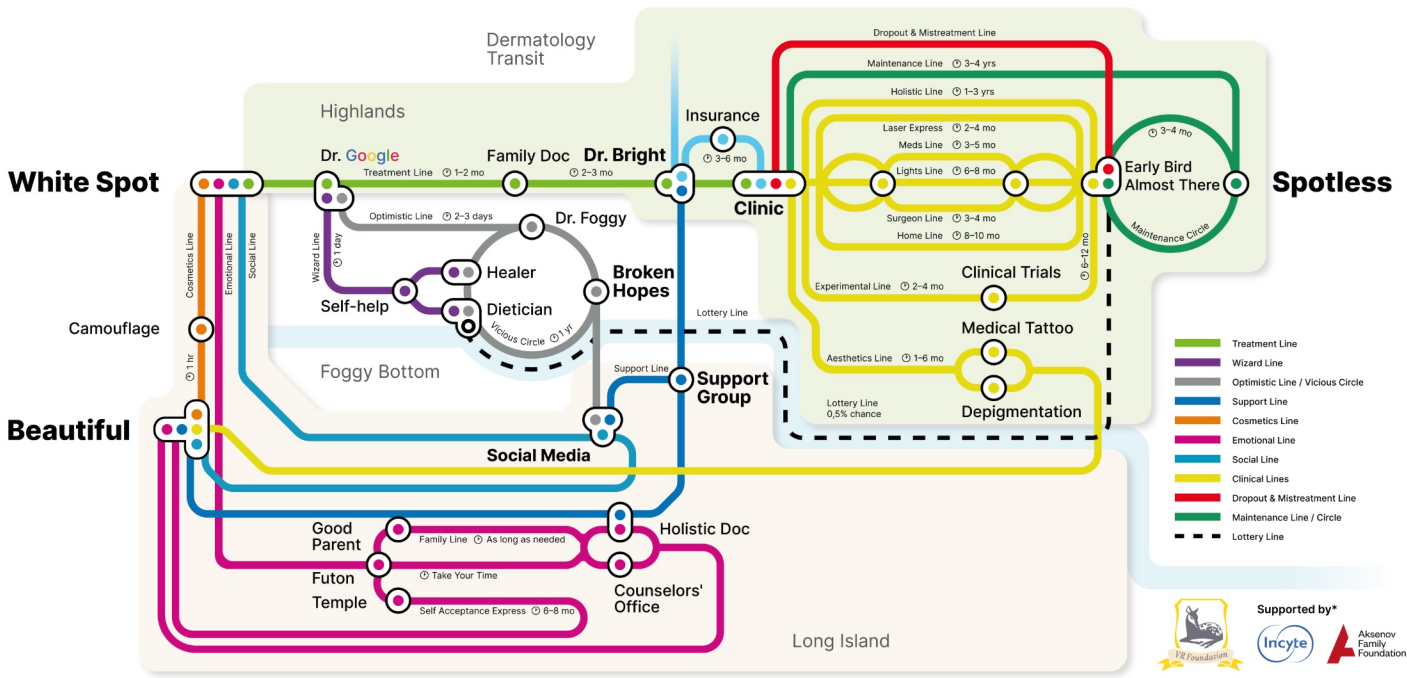 Dermatology
Transit
Dropout & Mistreatment Line
Maintenance Line 3–4 yrs
Holistic Line 1–3 yrs
Highlands
Insurance
3–6 mo
Laser Express 2–4 mo
Meds Line 3–5 mo
3–4 mo
Dr. Google
Family Doc
Dr. Bright
Treatment Line 1–2 mo
2–3 mo
Lights Line 6–8 mo
Early Bird
Almost There
White Spot
Spotless
Clinic
Optimistic Line 2–3 days
Dr. Foggy
Surgeon Line 3–4 mo
Home Line 8–10 mo
Maintenance Circle
6–12 mo
Cosmetics Line
Emotional Line
Social Line
Wizard Line
1 day
Healer
Broken
Hopes
Clinical Trials
Self-help
Dietician
Experimental Line 2–4 mo
Vicious Circle 1 yr
Lottery Line
Camouflage
1 hr
Medical Tattoo
Foggy Bottom
Support Line
Support
Group
Aesthetics Line 1–6 mo
Lottery Line
0,5% chance
Depigmentation
Beautiful
Social Media
Treatment Line
Wizard Line
Optimistic Line / Vicious Circle
Support Line
Cosmetics Line
Emotional Line
Social Line
Clinical Lines
Dropout & Mistreatment Line
Maintenance Line / Circle
Lottery Line
Good
Parent
Family Line As long as needed
Holistic Doc
Futon
Take Your Time
Counselors'
Office
Temple
Self Acceptance Express 6–8 mo
Long Island
VR Foundation
Supported by*
Incyte
Aksenov
Family
Foundation